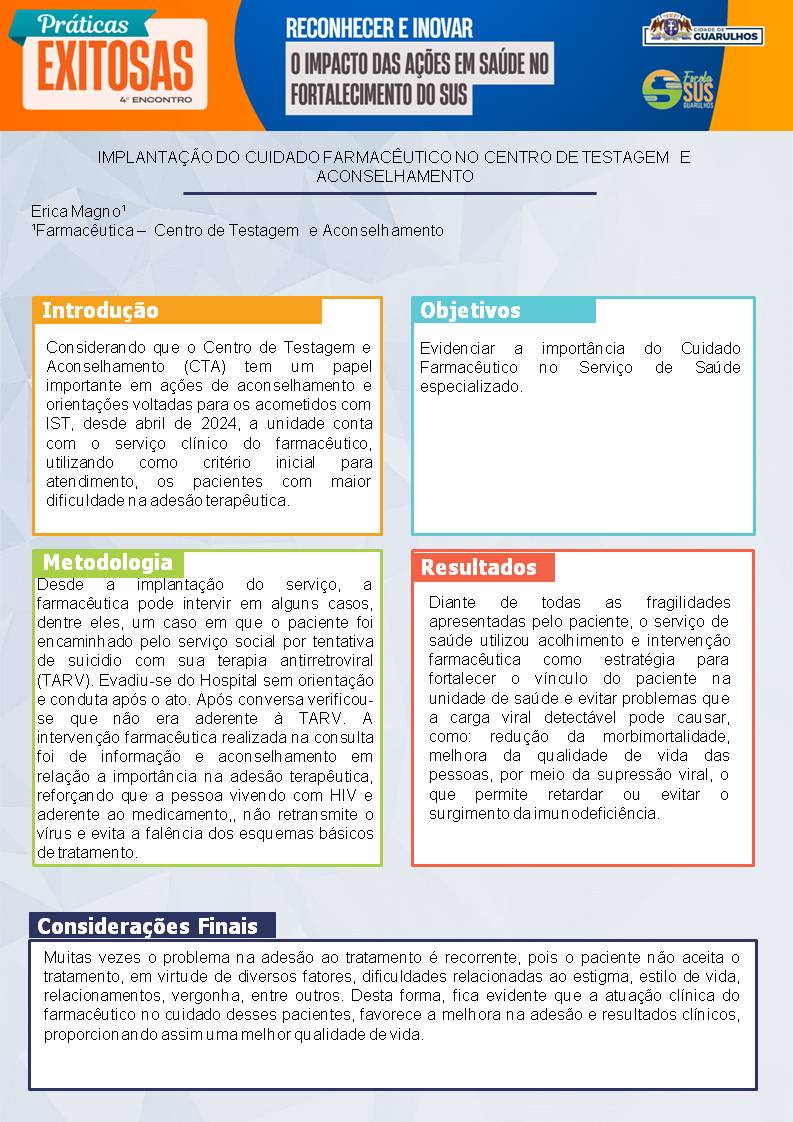 Práticas
EXITOSAS
4º ENCONTRO
RECONHECER E INOVAR
O IMPACTO DAS AÇÕES EM SAÚDE NO
FORTALECIMENTO DO SUS
CIDADE DE
GUARULHOS
Escola
SUS
GUARULHOS
IMPLANTAÇÃO DO CUIDADO FARMACÊUTICO NO CENTRO DE TESTAGEM E
ACONSELHAMENTO
Erica Magno¹
¹Farmacêutica – Centro de Testagem e Aconselhamento
Introdução
Considerando que o Centro de Testagem e
Aconselhamento (CTA) tem um papel
importante em ações de aconselhamento e
orientações voltadas para os acometidos com
IST, desde abril de 2024, a unidade conta
com o serviço clínico do farmacêutico,
utilizando como critério inicial para
atendimento, os pacientes com maior
dificuldade na adesão terapêutica.
Objetivos
Evidenciar a importância do Cuidado
Farmacêutico no Serviço de Saúde
especializado.
Metodologia
Desde a implantação do serviço, a
farmacêutica pode intervir em alguns casos,
dentre eles, um caso em que o paciente foi
encaminhado pelo serviço social por tentativa
de suicidio com sua terapia antirretroviral
(TARV). Evadiu-se do Hospital sem orientação
e conduta após o ato. Após conversa verificou-
se que não era aderente à TARV. A
intervenção farmacêutica realizada na consulta
foi de informação e aconselhamento em
relação a importância na adesão terapêutica,
reforçando que a pessoa vivendo com HIV e
aderente ao medicamento,, não retransmite o
vírus e evita a falência dos esquemas básicos
de tratamento.
Resultados
Diante de todas as fragilidades
apresentadas pelo paciente, o serviço de
saúde utilizou acolhimento e intervenção
farmacêutica como estratégia para
fortalecer o vínculo do paciente na
unidade de saúde e evitar problemas que
a carga viral detectável pode causar,
como: redução da morbimortalidade,
melhora da qualidade de vida das
pessoas, por meio da supressão viral, o
que permite retardar ou evitar o
surgimento da imunodeficiência.
Considerações Finais
Muitas vezes o problema na adesão ao tratamento é recorrente, pois o paciente não aceita o
tratamento, em virtude de diversos fatores, dificuldades relacionadas ao estigma, estilo de vida,
relacionamentos, vergonha, entre outros. Desta forma, fica evidente que a atuação clínica do
farmacêutico no cuidado desses pacientes, favorece a melhora na adesão e resultados clínicos,
proporcionando assim uma melhor qualidade de vida.